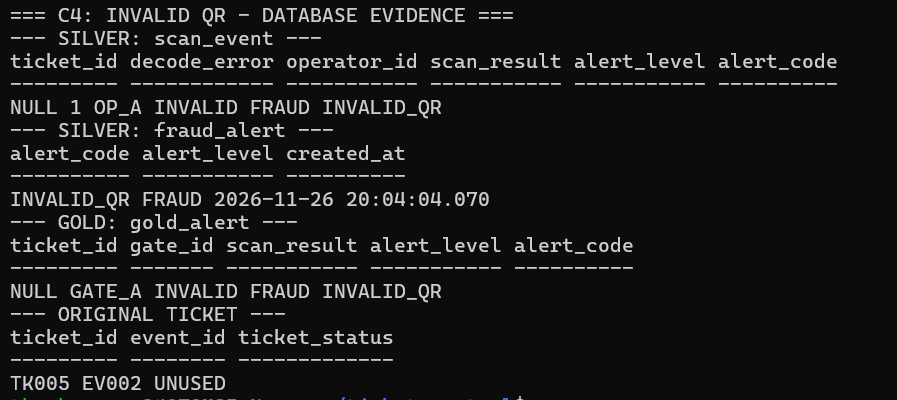 === C4: INVALID QR - DATABASE EVIDENCE ===
--- SILVER: scan_event ---
ticket_id decode_error operator_id scan_result alert_level alert_code
--------- ------------ ----------- ----------- ----------- ----------
NULL 1 OP_A INVALID FRAUD INVALID_QR
--- SILVER: fraud_alert ---
alert_code alert_level created_at
---------- ----------- ----------
INVALID_QR FRAUD 2026-11-26 20:04:04.070
--- GOLD: gold_alert ---
ticket_id gate_id scan_result alert_level alert_code
--------- ------- ----------- ----------- ----------
NULL GATE_A INVALID FRAUD INVALID_QR
--- ORIGINAL TICKET ---
ticket_id event_id ticket_status
--------- -------- -------------
TK005 EV002 UNUSED